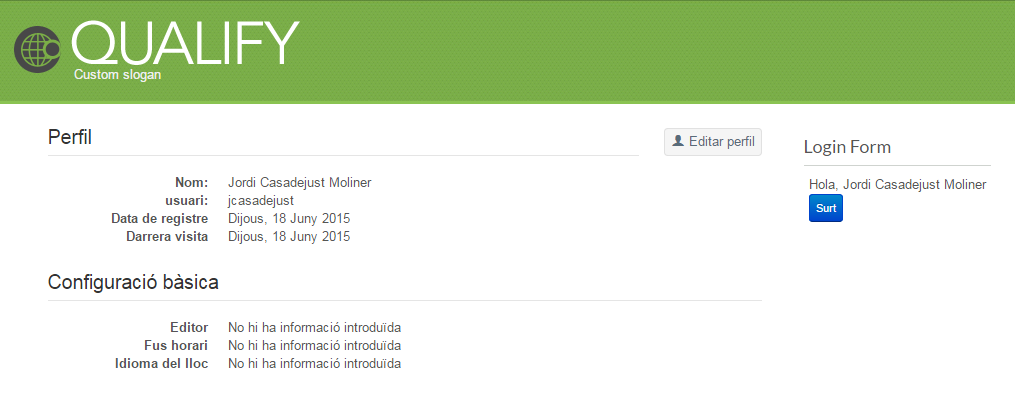 QUALIFY
Custom slogan
Perfil
Editar perfil
Nom: Jordi Casadejust Moliner
usuari: jcasadejust
Data de registre Dijous, 18 Juny 2015
Darrera visita Dijous, 18 Juny 2015
Configuració bàsica
Editor No hi ha informació introduïda
Fus horari No hi ha informació introduïda
Idioma del lloc No hi ha informació introduïda
Login Form
Hola, Jordi Casadejust Moliner
Surt